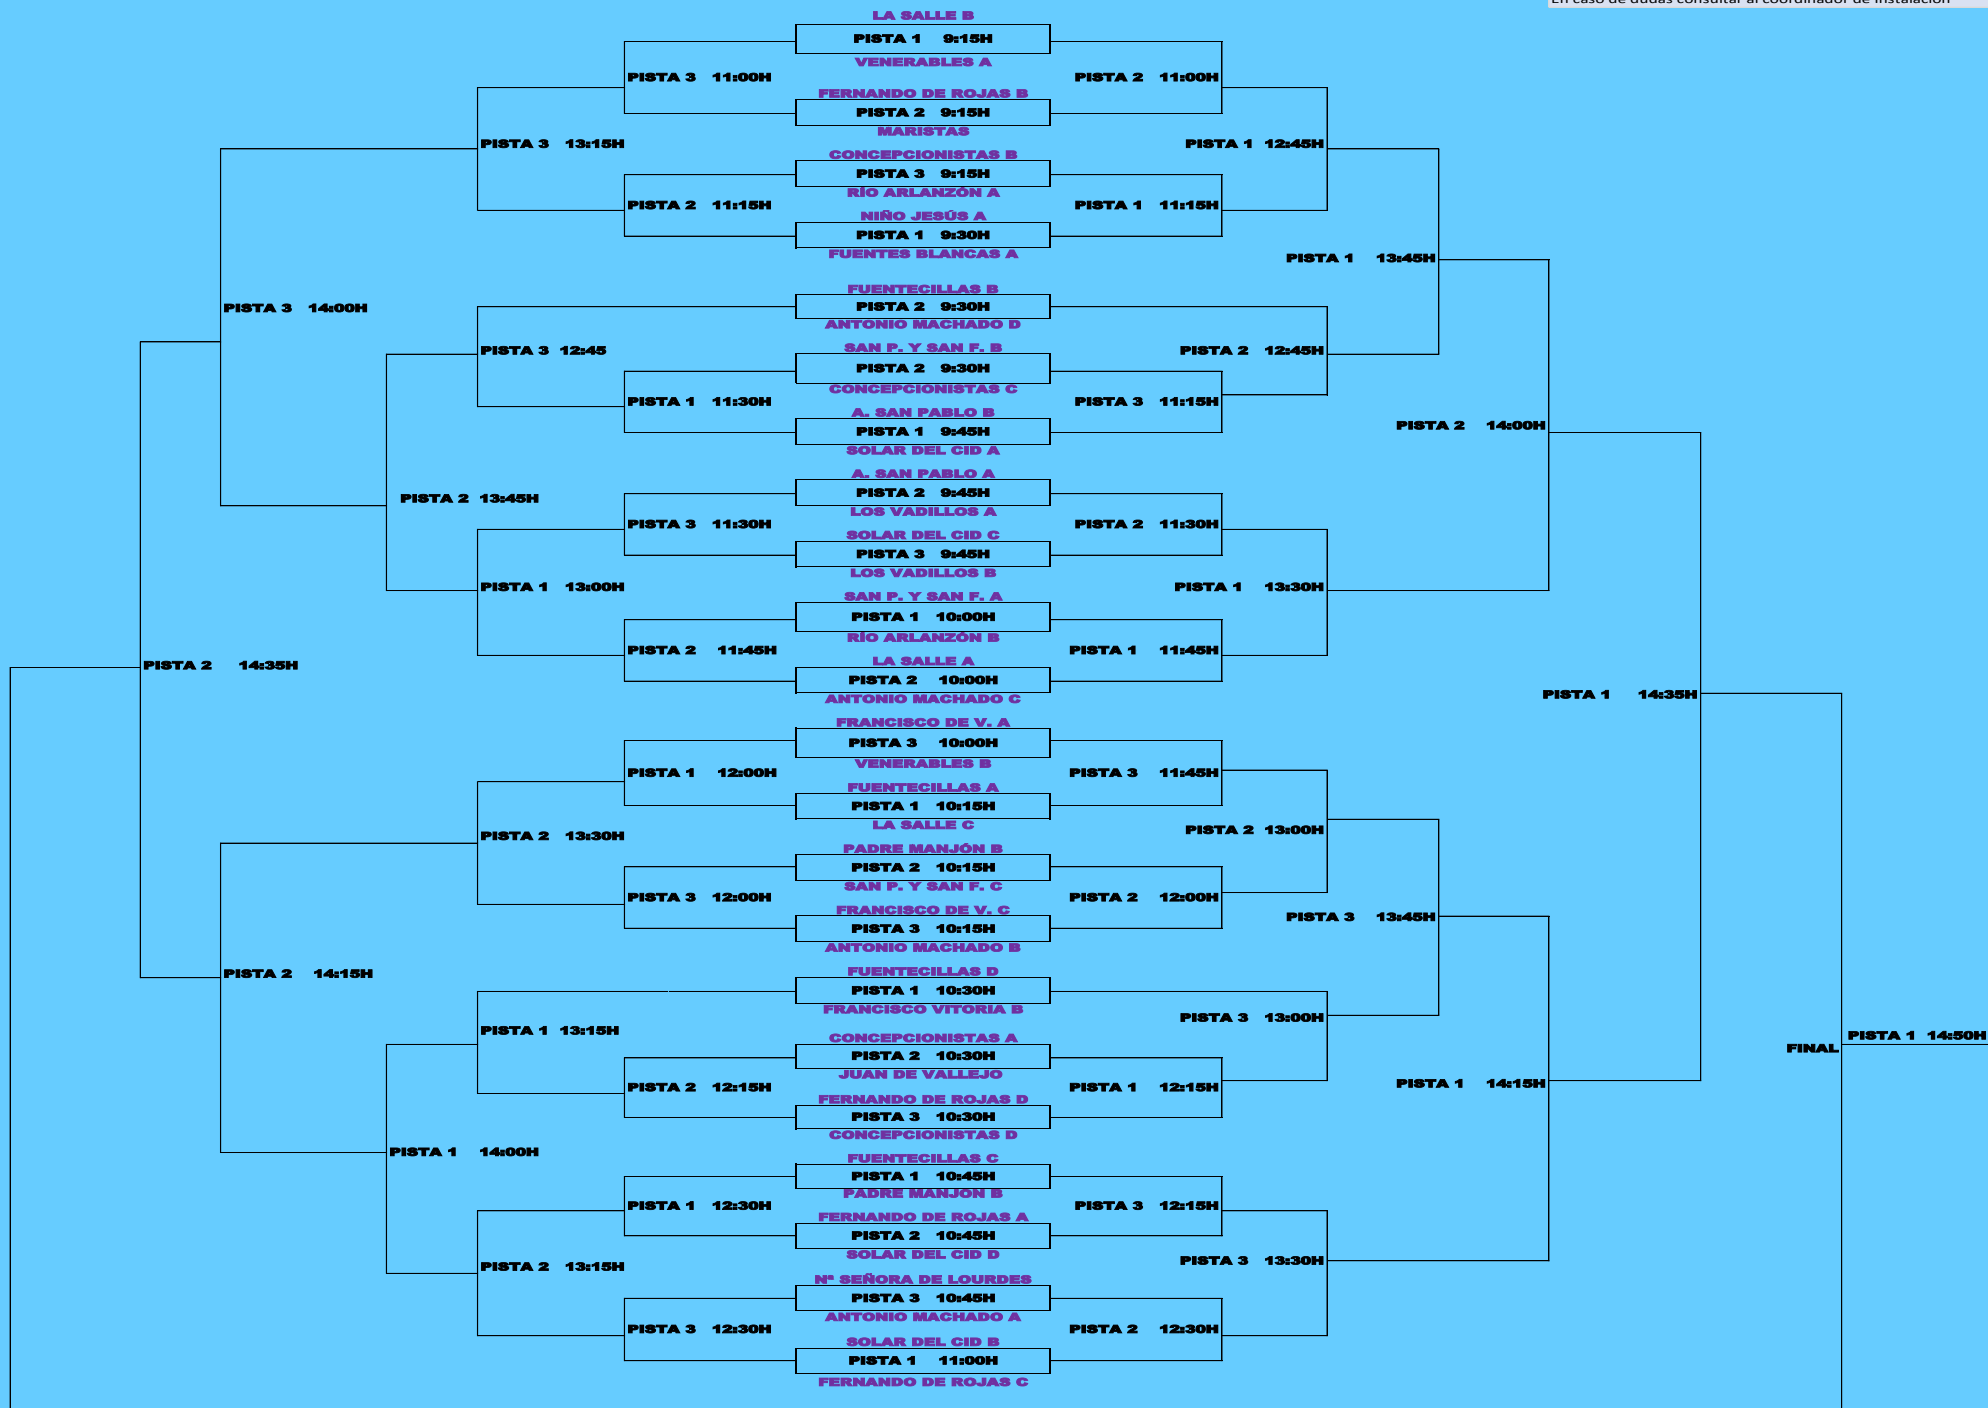 En caso de dudas consultar al coordinador de Instalación
LA SALLE B
PISTA 1 9:15H
VENERABLES A
PISTA 3 11:00H
PISTA 2 11:00H
FERNANDO DE ROJAS B
PISTA 2 9:15H
MARISTAS
PISTA 3 13:15H
PISTA 1 12:45H
CONCEPCIONISTAS B
PISTA 3 9:15H
RÍO ARLANZÓN A
PISTA 2 11:15H
PISTA 1 11:15H
NIÑO JESÚS A
PISTA 1 9:30H
FUENTES BLANCAS A
PISTA 1 13:45H
FUENTECILLAS B
PISTA 3 14:00H
PISTA 2 9:30H
ANTONIO MACHADO D
PISTA 3 12:45
SAN P. Y SAN F. B
PISTA 2 12:45H
PISTA 2 9:30H
CONCEPCIONISTAS C
PISTA 1 11:30H
PISTA 3 11:15H
A. SAN PABLO B
PISTA 1 9:45H
PISTA 2 14:00H
SOLAR DEL CID A
A. SAN PABLO A
PISTA 2 13:45H
PISTA 2 9:45H
LOS VADILLOS A
PISTA 3 11:30H
PISTA 2 11:30H
SOLAR DEL CID C
PISTA 3 9:45H
LOS VADILLOS B
PISTA 1 13:00H
PISTA 1 13:30H
SAN P. Y SAN F. A
PISTA 1 10:00H
RÍO ARLANZÓN B
PISTA 2 11:45H
PISTA 1 11:45H
PISTA 2 14:35H
LA SALLE A
PISTA 2 10:00H
ANTONIO MACHADO C
PISTA 1 14:35H
FRANCISCO DE V. A
PISTA 3 10:00H
VENERABLES B
PISTA 1 12:00H
PISTA 3 11:45H
FUENTECILLAS A
PISTA 1 10:15H
LA SALLE C
PISTA 2 13:30H
PISTA 2 13:00H
PADRE MANJÓN B
PISTA 2 10:15H
SAN P. Y SAN F. C
PISTA 3 12:00H
PISTA 2 12:00H
FRANCISCO DE V. C
PISTA 3 10:15H
PISTA 3 13:45H
ANTONIO MACHADO B
PISTA 2 14:15H
FUENTECILLAS D
PISTA 1 10:30H
FRANCISCO VITORIA B
PISTA 3 13:00H
PISTA 1 13:15H
CONCEPCIONISTAS A
PISTA 1 14:50H
FINAL
PISTA 2 10:30H
JUAN DE VALLEJO
PISTA 2 12:15H
PISTA 1 12:15H
PISTA 1 14:15H
FERNANDO DE ROJAS D
PISTA 3 10:30H
CONCEPCIONISTAS D
PISTA 1 14:00H
FUENTECILLAS C
PISTA 1 10:45H
PADRE MANJON B
PISTA 1 12:30H
PISTA 3 12:15H
FERNANDO DE ROJAS A
PISTA 2 10:45H
SOLAR DEL CID D
PISTA 2 13:15H
PISTA 3 13:30H
Nª SEÑORA DE LOURDES
PISTA 3 10:45H
ANTONIO MACHADO A
PISTA 3 12:30H
PISTA 2 12:30H
SOLAR DEL CID B
PISTA 1 11:00H
FERNANDO DE ROJAS C